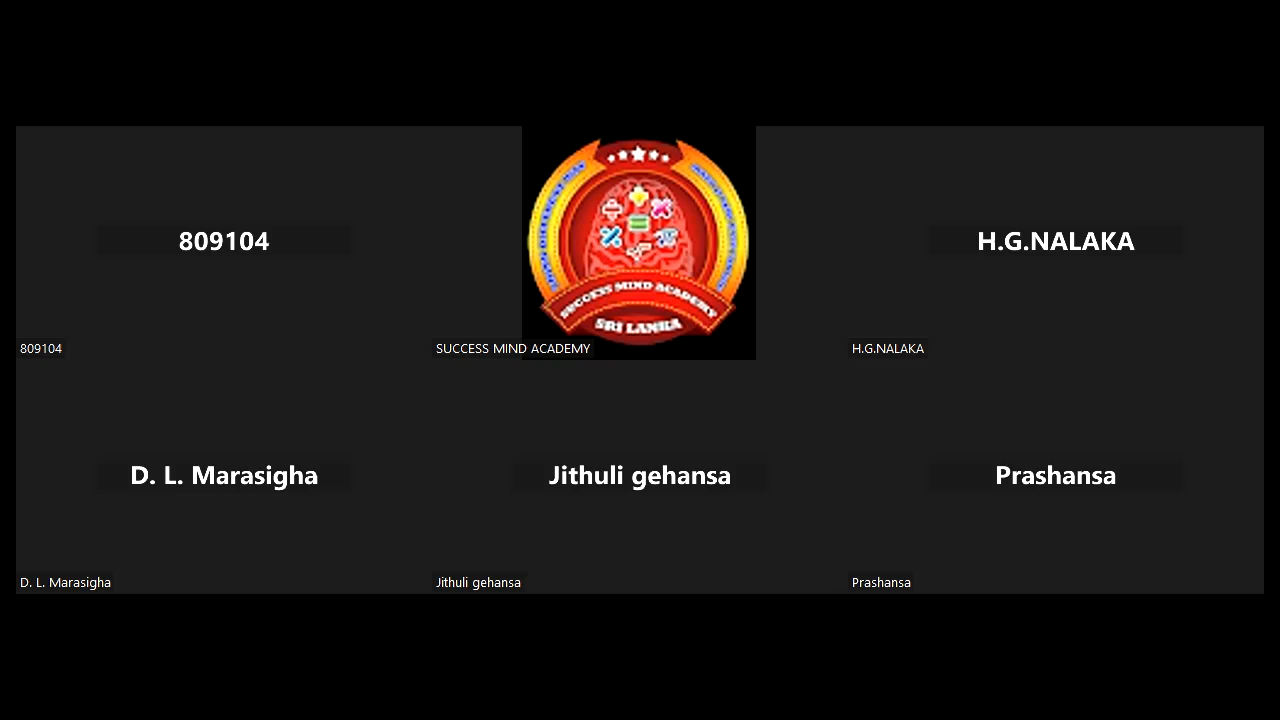 809104
809104
SUCCESS MIND ACADEMY
SRI LANKA
SUCCESS MIND ACADEMY
H.G.NALAKA
H.G.NALAKA
D. L. Marasigha
D. L. Marasigha
Jithuli gehansa
Jithuli gehansa
Prashansa
Prashansa